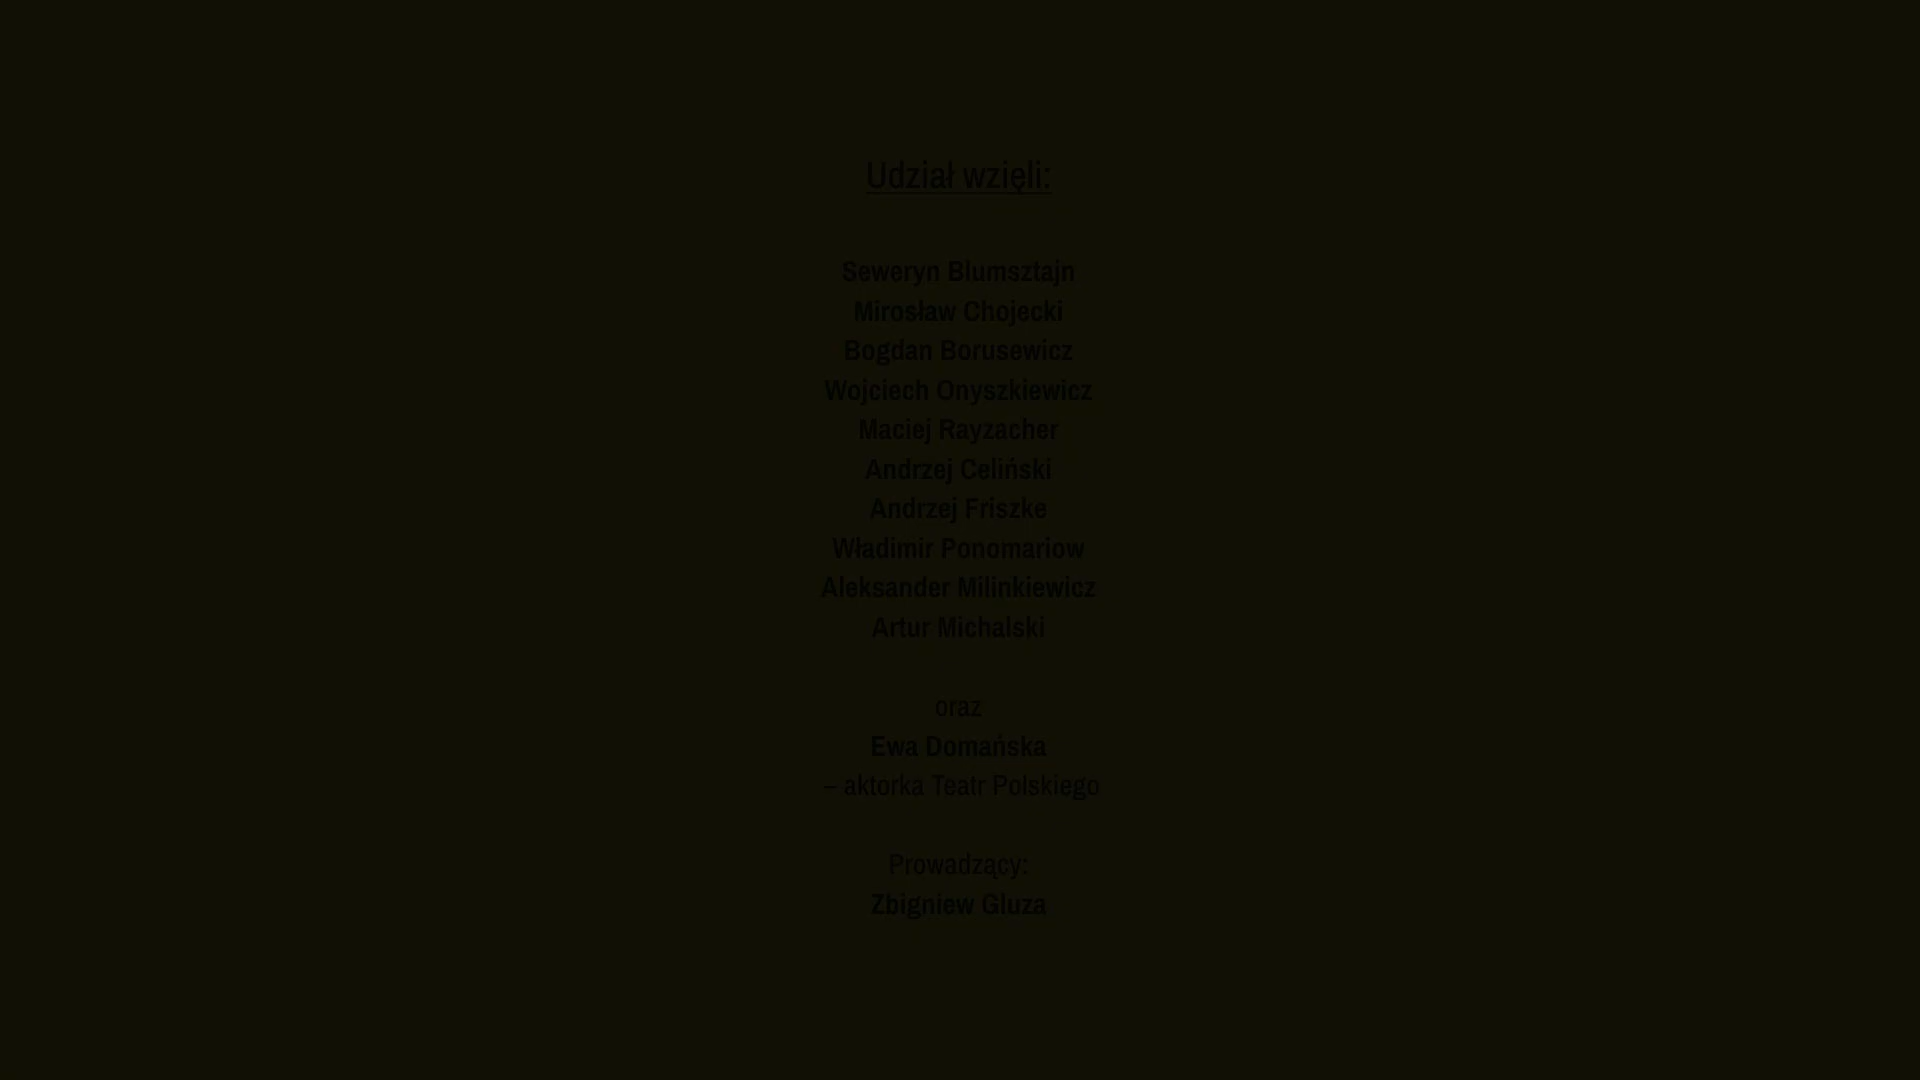 Udział wzięli:
Seweryn Blumsztajn
Mirosław Chojecki
Bogdan Borusewicz
Wojciech Onyszkiewicz
Maciej Rayzacher
Andrzej Celiński
Andrzej Friszke
Władimir Ponomariow
Aleksander Milinkiewicz
Artur Michalski
oraz
Ewa Domańska
– aktorka Teatr Polskiego
Prowadzący:
Zbigniew Gluza